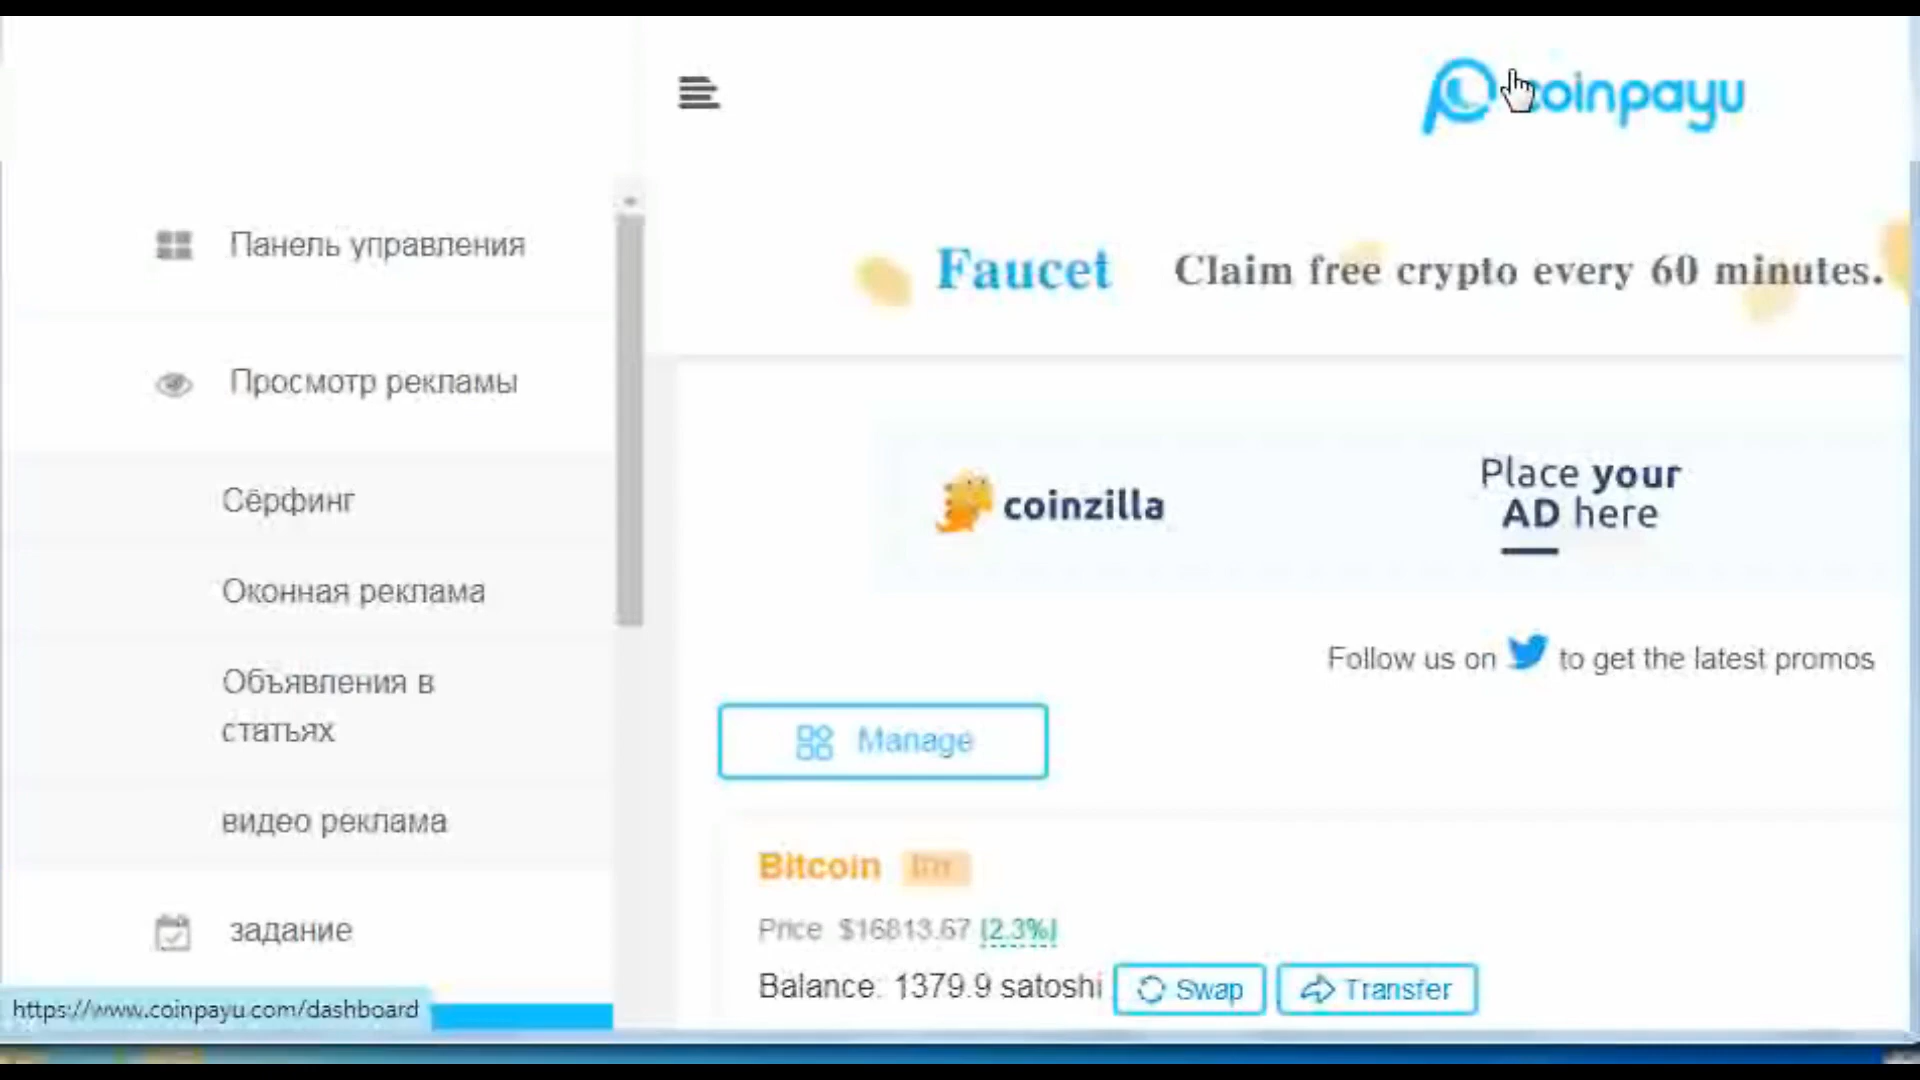 coinpayu
Панель управления
Faucet Claim free crypto every 60 minutes.
Просмотр рекламы
Сёрфинг
coinzilla
Place your
AD here
Оконная реклама
Follow us on to get the latest promos
Объявления в
статьях
Manage
видео реклама
Bitcoin
Price $16813.67 (2.3%)
задание
Balance: 1379.9 satoshi Swap Transfer
https://www.coinpayu.com/dashboard